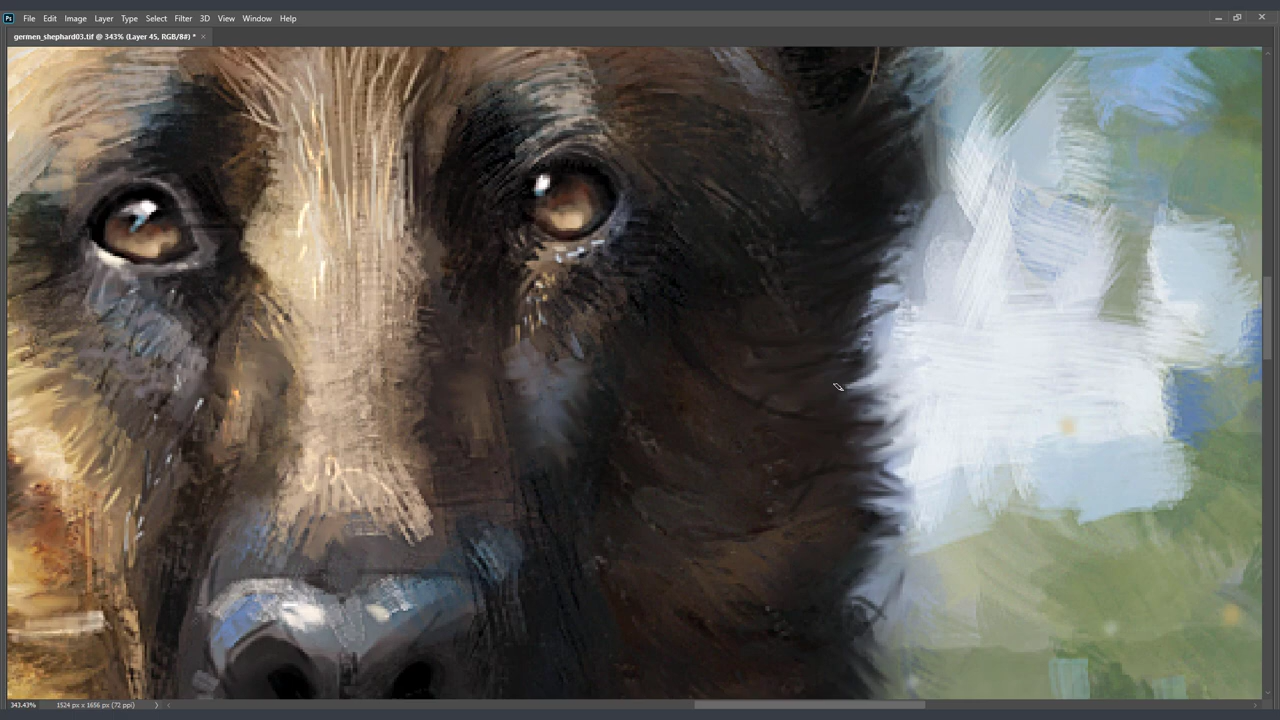 Ps File Edit Image Layer Type Select Filter 3D View Window Help
germen_shephard03.tif @ 343% (Layer 45, RGB/8#) * ×
343.43% 1524 px x 1656 px (72 ppi)